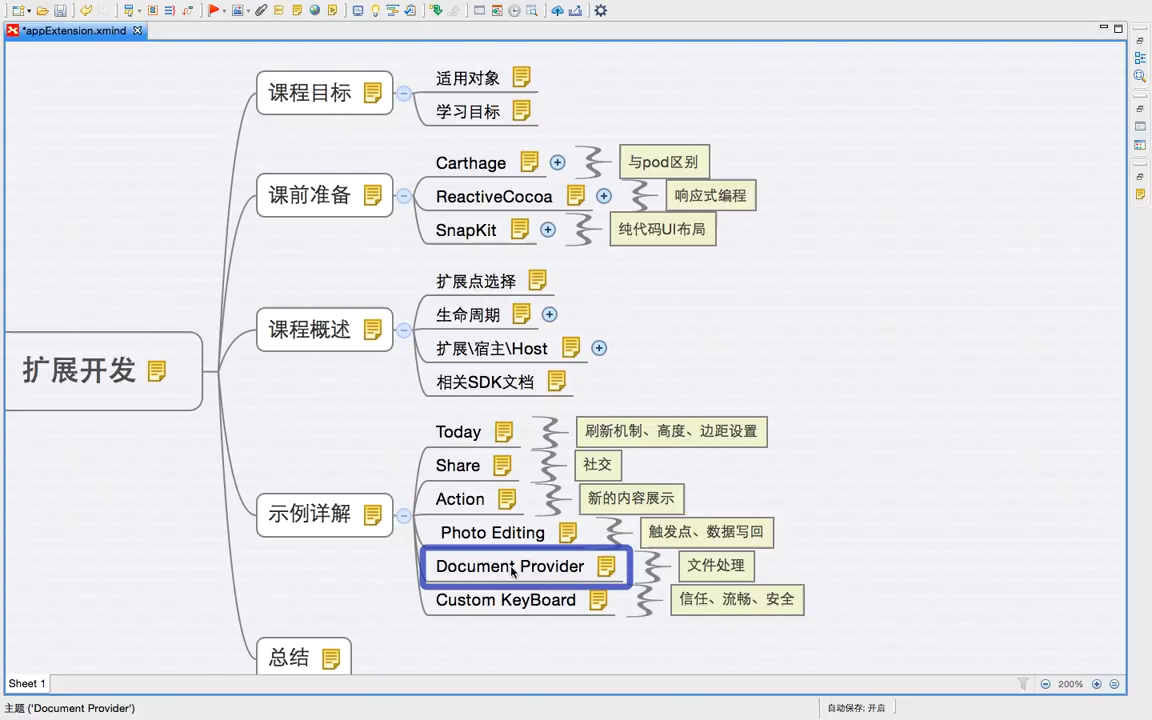 *appExtension.xmind
课程目标
适用对象
学习目标
课前准备
Carthage
与pod区别
ReactiveCocoa
响应式编程
SnapKit
纯代码UI布局
课程概述
扩展点选择
生命周期
扩展\宿主\Host
相关SDK文档
扩展开发
示例详解
Today
刷新机制、高度、边距设置
Share
社交
Action
新的内容展示
Photo Editing
触发点、数据写回
Document Provider
文件处理
Custom KeyBoard
信任、流畅、安全
总结
Sheet 1
200%
主题 ('Document Provider')
自动保存: 开启